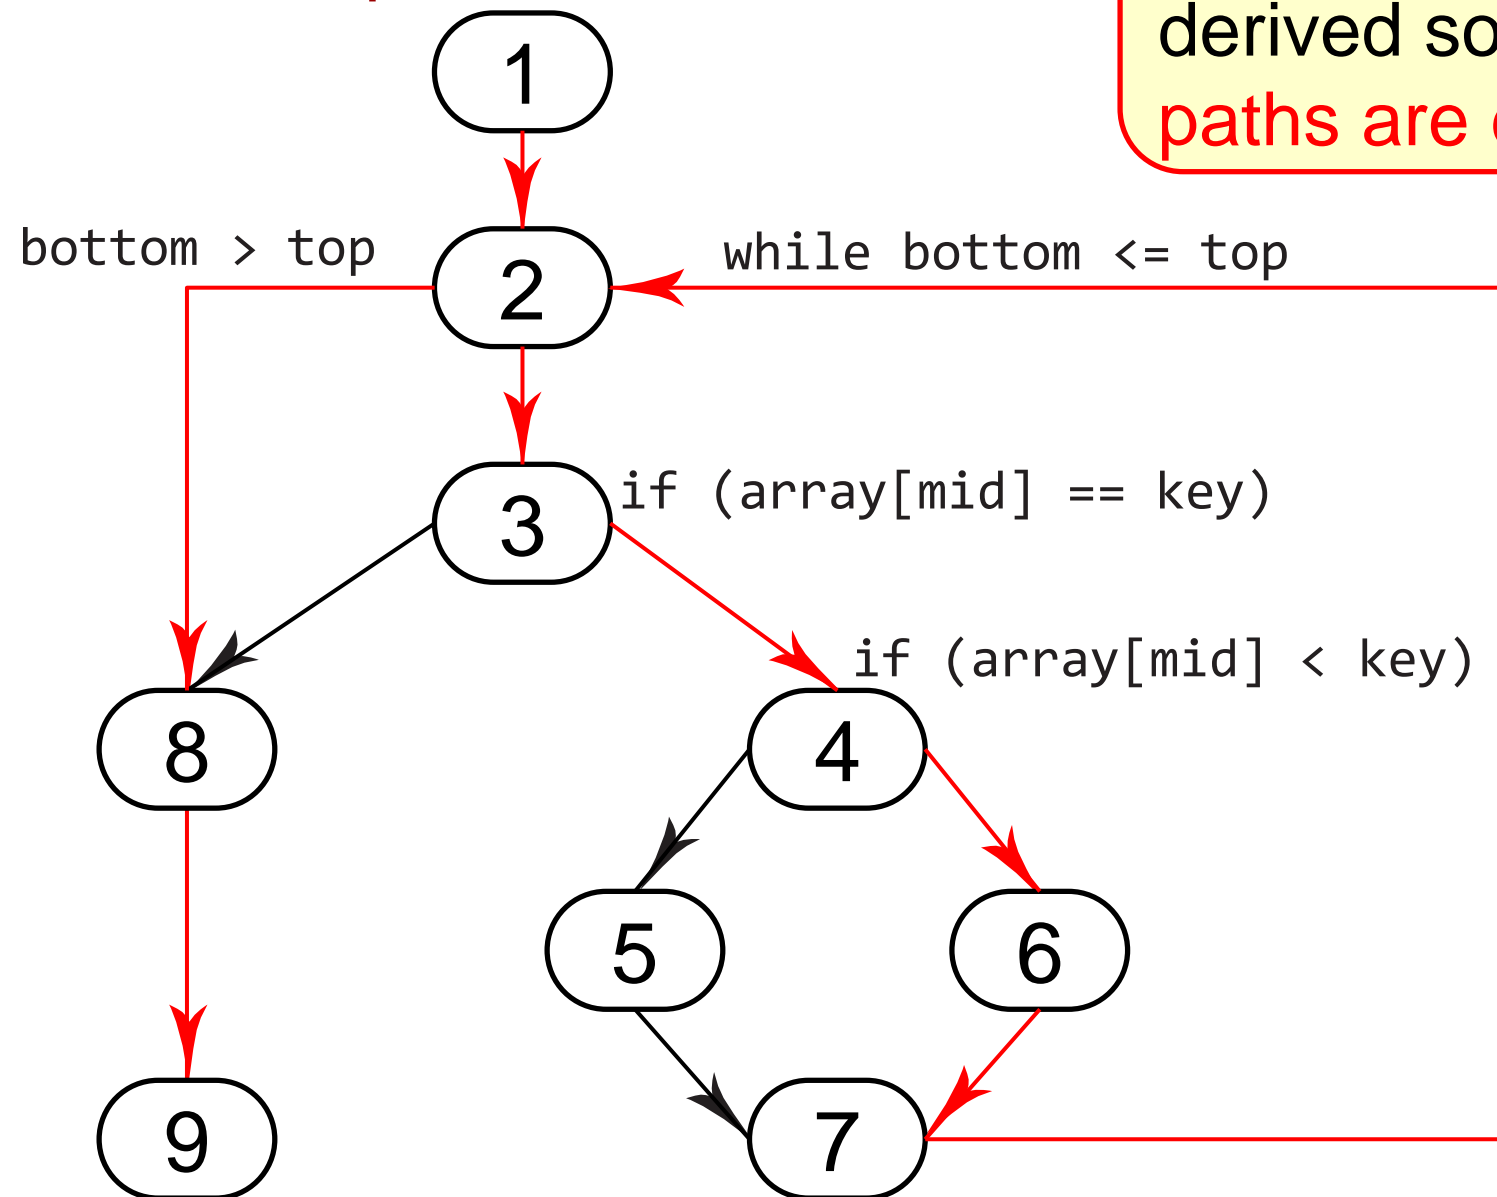 derived so
paths are
1
bottom > top
while bottom <= top
2
if (array[mid] == key)
3
if (array[mid] < key)
8
4
5
6
9
7